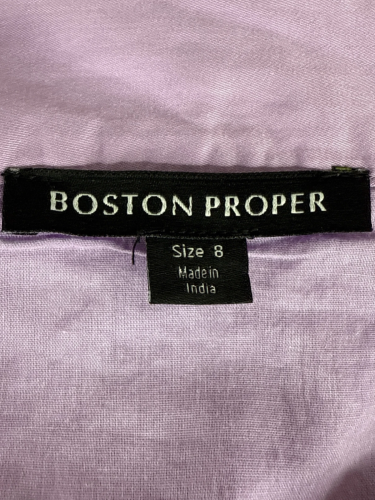 BOSTON PROPER
Size 8
Made in
India